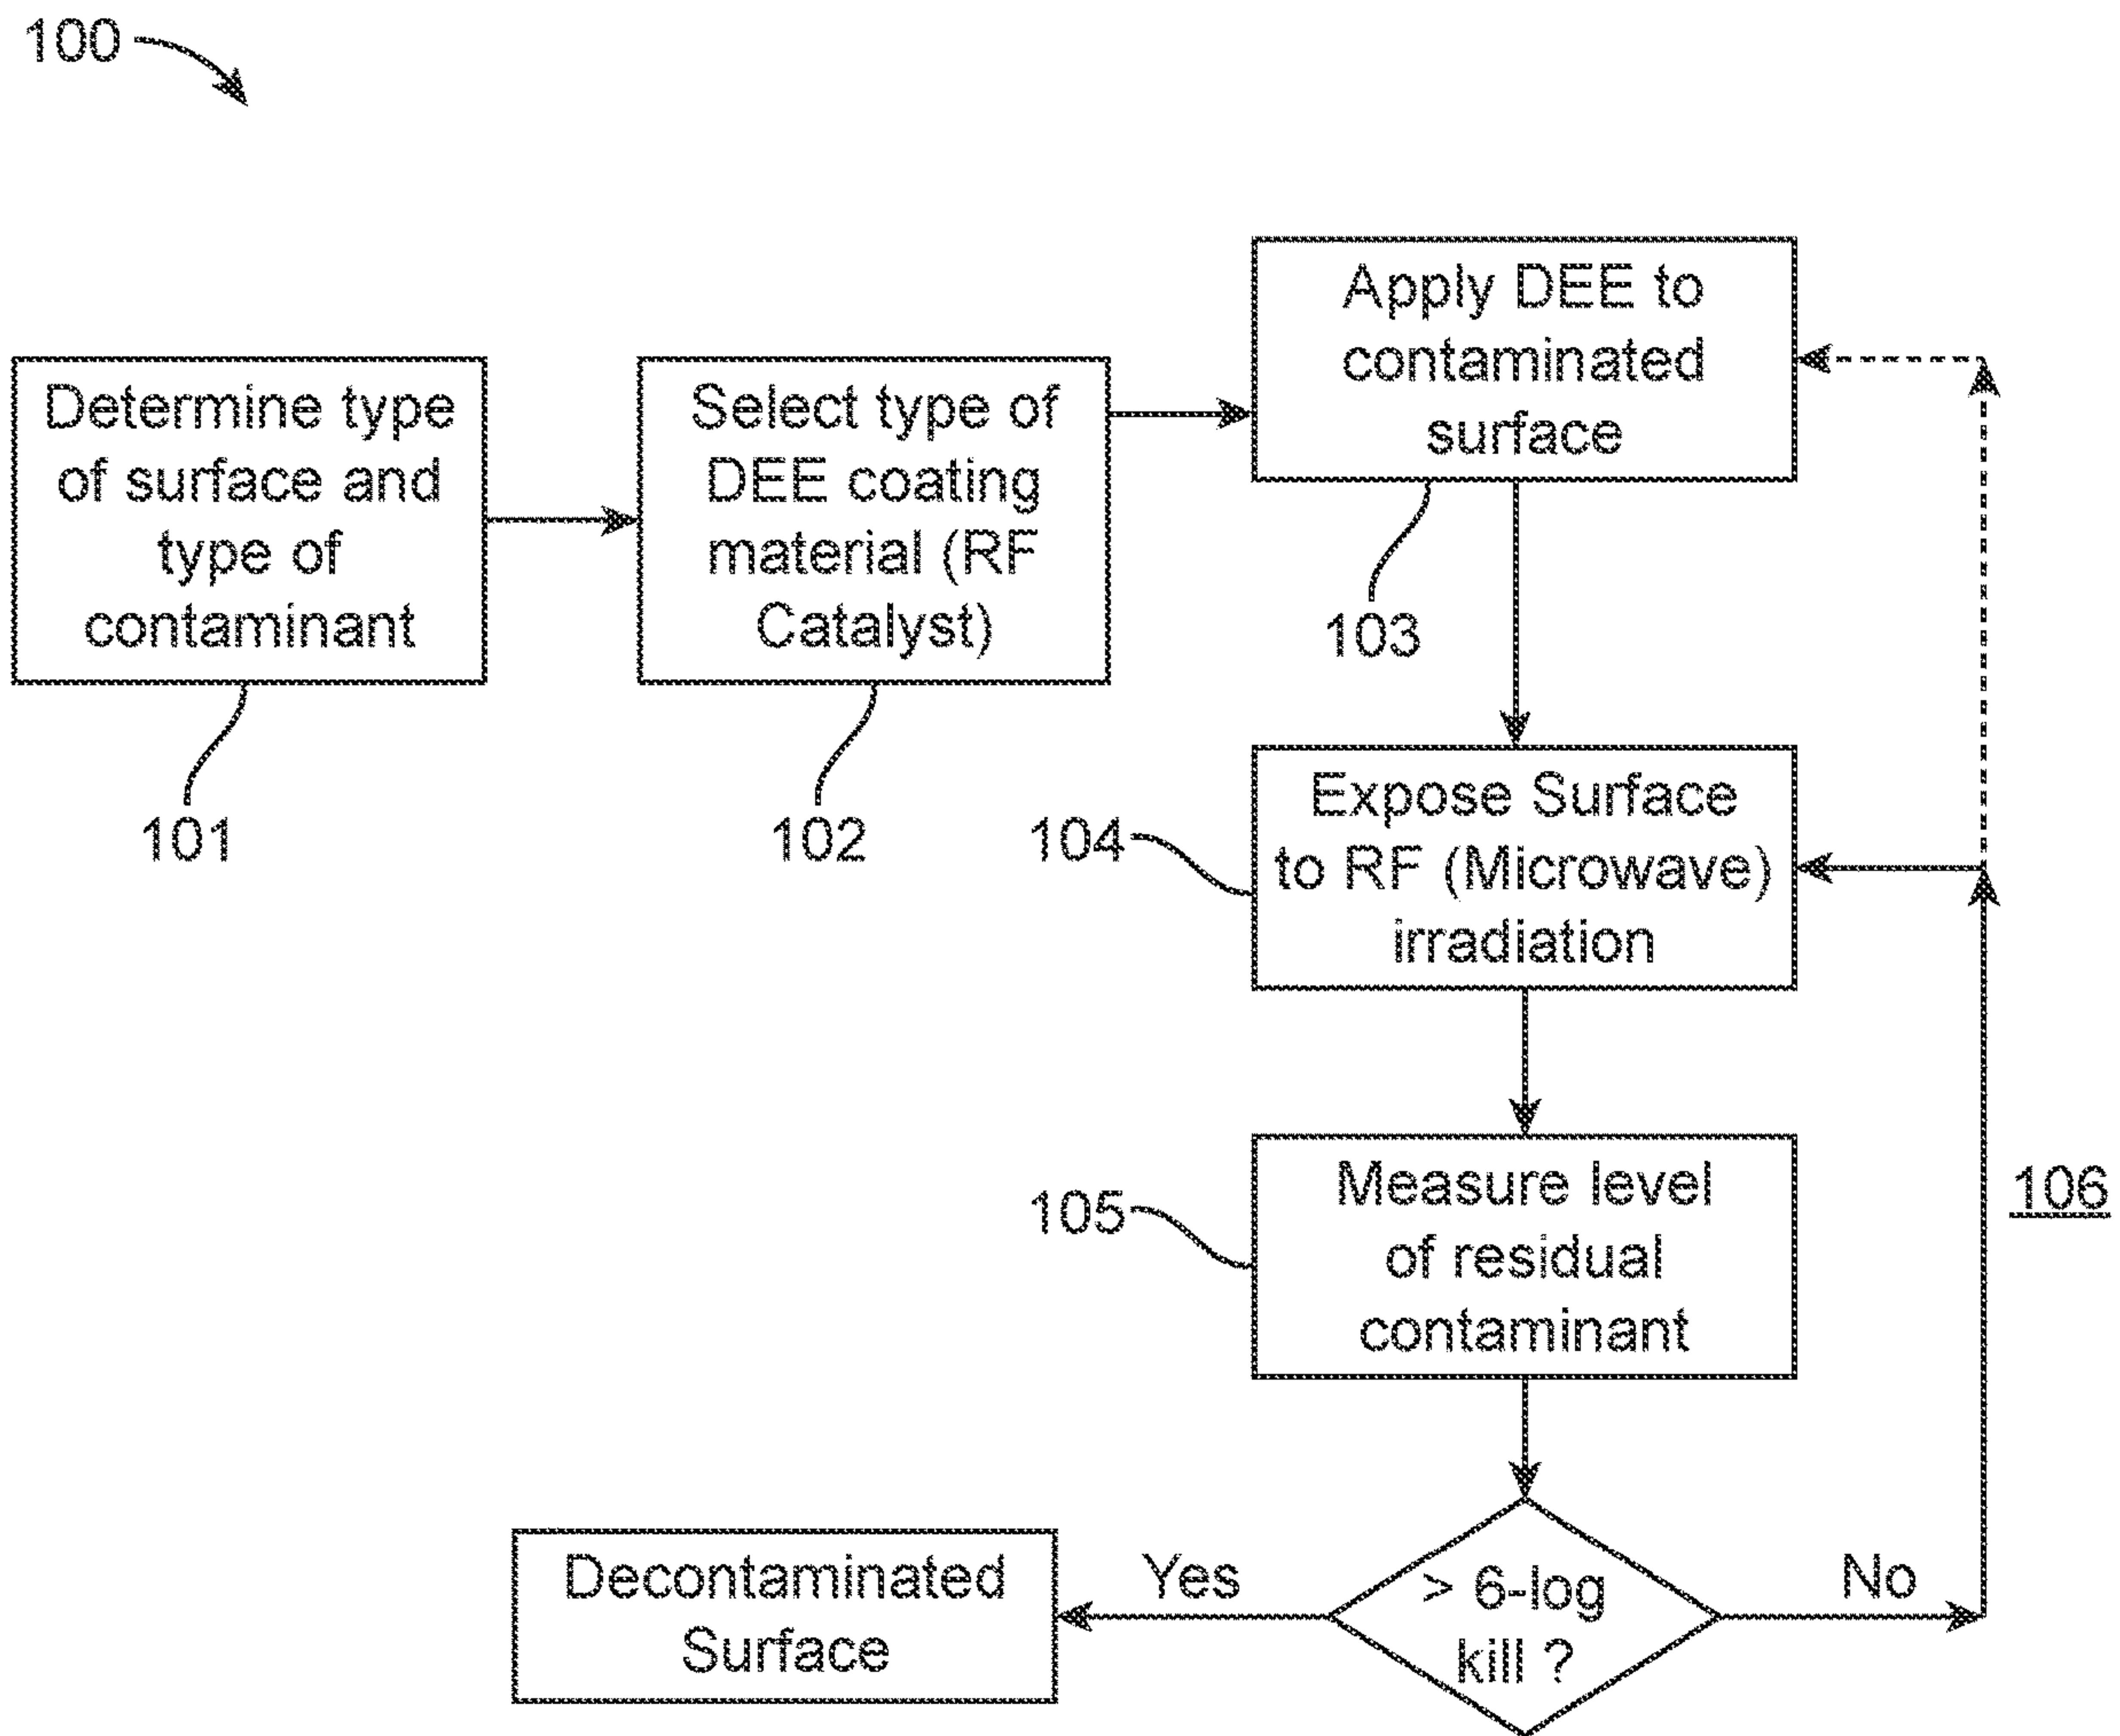 100
Determine type
of surface and
type of
contaminant
101
Select type of
DEE coating
material (RF
Catalyst)
102
Apply DEE to
contaminated
surface
103
Expose Surface
to RF (Microwave)
irradiation
104
Measure level
of residual
contaminant
105
106
> 6-log
kill ?
Yes
No
Decontaminated
Surface